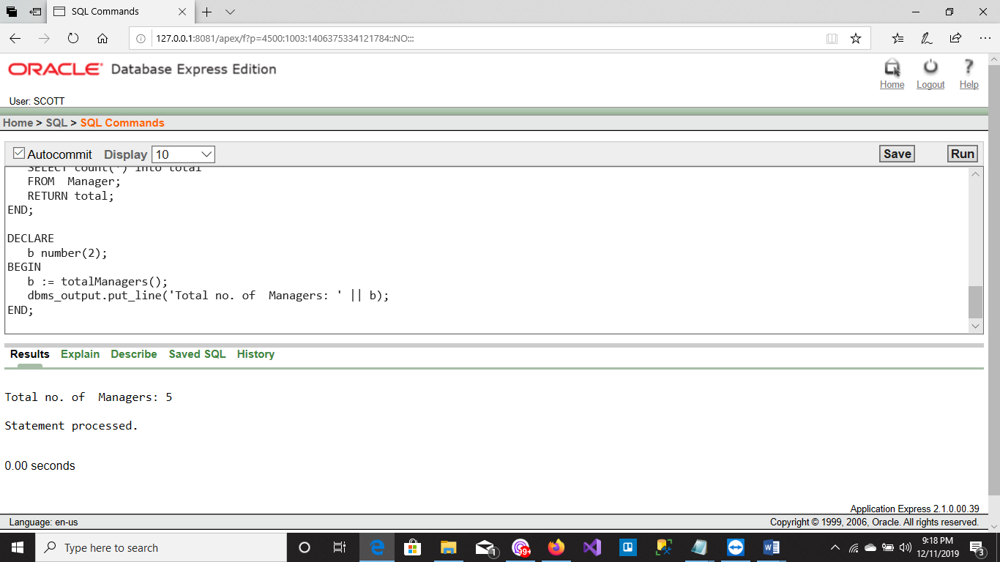 SQL Commands
127.0.0.1:8081/apex/f?p=4500:1003:1406375334121784::NO:::
ORACLE Database Express Edition
Home Logout Help
User: SCOTT
Home > SQL > SQL Commands
Autocommit Display 10 Save Run
SELECT count(*) into total
FROM  Manager;
RETURN total;
END;
DECLARE
b number(2);
BEGIN
b := totalManagers();
dbms_output.put_line('Total no. of  Managers: ' || b);
END;
Results Explain Describe Saved SQL History
Total no. of  Managers: 5
Statement processed.
0.00 seconds
Application Express 2.1.0.00.39
Language: en-us Copyright © 1999, 2006, Oracle. All rights reserved.
Type here to search
1
9+
9:18 PM
12/11/2019
3